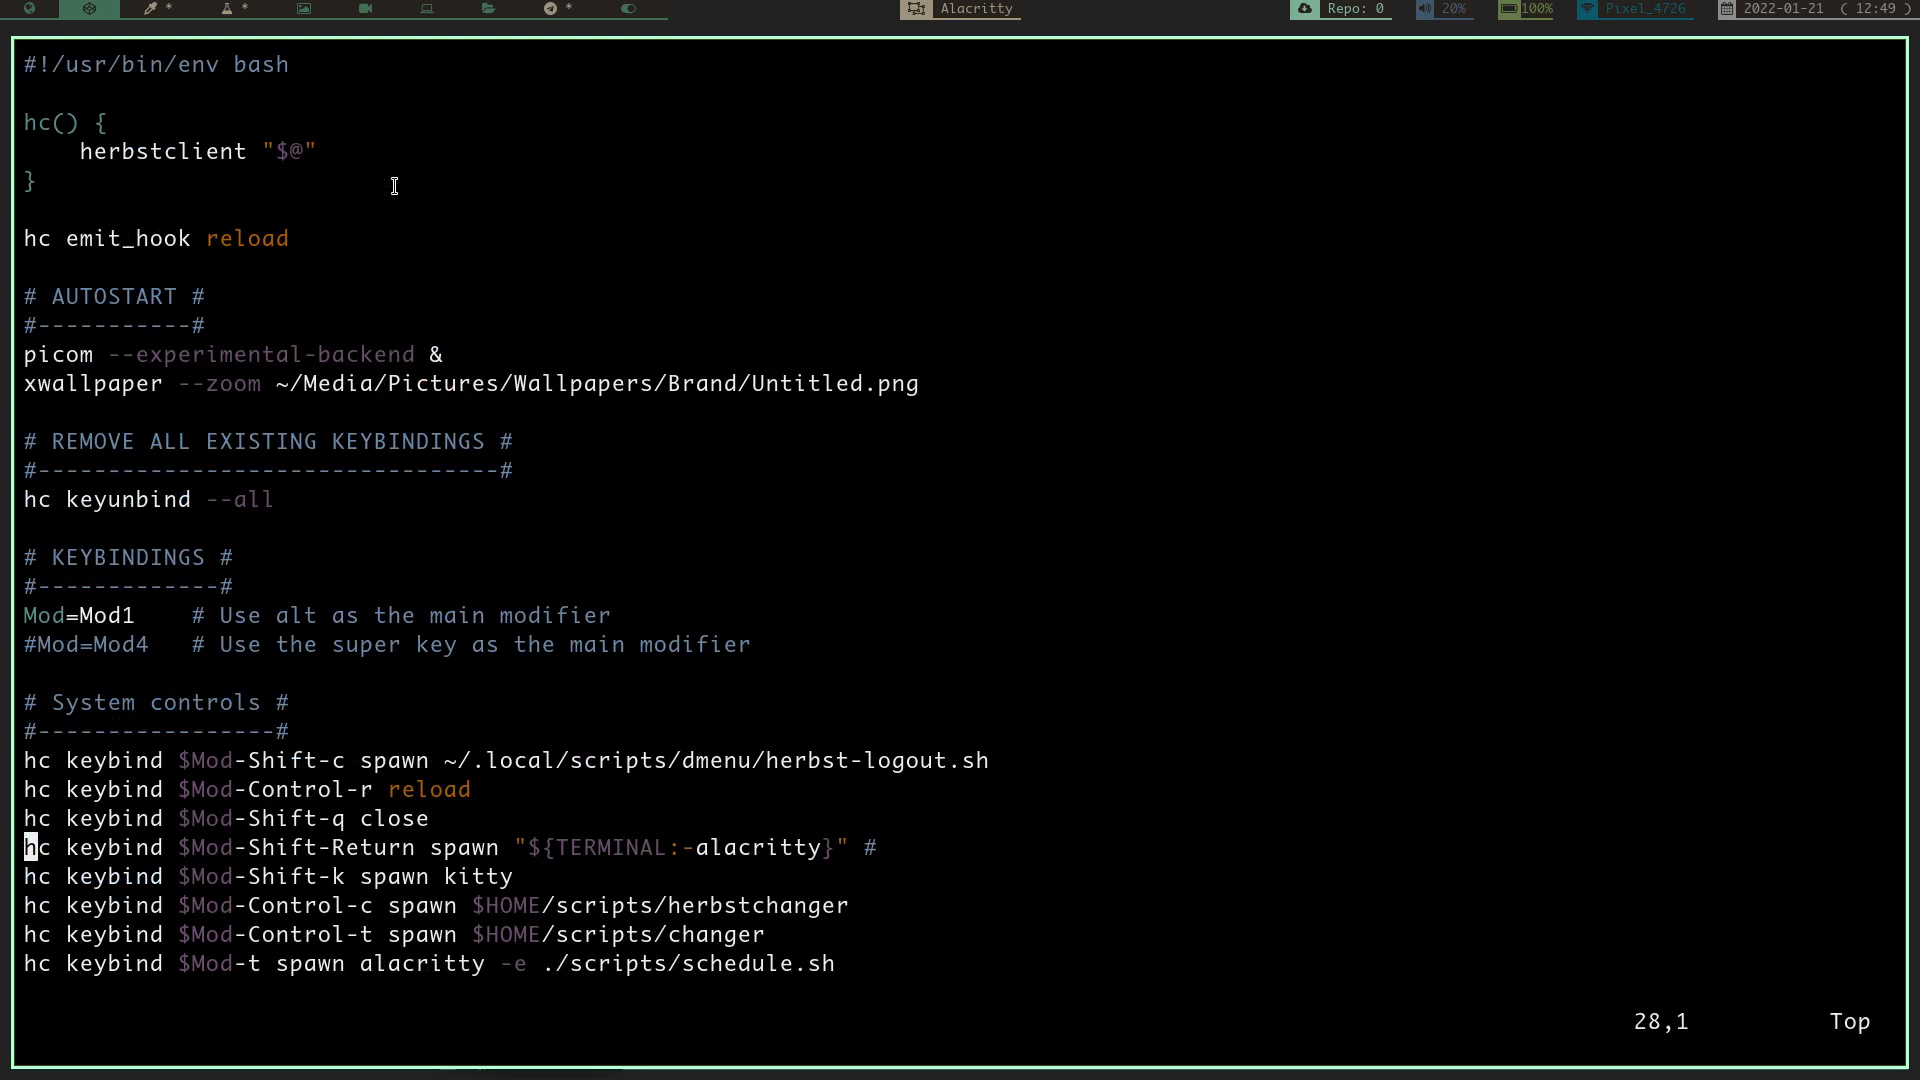 * * * Alacritty Repo: 0 20% 100% Pixel_4726 2022-01-21 ( 12:49 )
#!/usr/bin/env bash
hc() {
herbstclient "$@"
}
hc emit_hook reload
# AUTOSTART #
#-----------#
picom --experimental-backend &
xwallpaper --zoom ~/Media/Pictures/Wallpapers/Brand/Untitled.png
# REMOVE ALL EXISTING KEYBINDINGS #
#---------------------------------#
hc keyunbind --all
# KEYBINDINGS #
#-------------#
Mod=Mod1 # Use alt as the main modifier
#Mod=Mod4 # Use the super key as the main modifier
# System controls #
#-----------------#
hc keybind $Mod-Shift-c spawn ~/.local/scripts/dmenu/herbst-logout.sh
hc keybind $Mod-Control-r reload
hc keybind $Mod-Shift-q close
hc keybind $Mod-Shift-Return spawn "${TERMINAL:-alacritty}" #
hc keybind $Mod-Shift-k spawn kitty
hc keybind $Mod-Control-c spawn $HOME/scripts/herbstchanger
hc keybind $Mod-Control-t spawn $HOME/scripts/changer
hc keybind $Mod-t spawn alacritty -e ./scripts/schedule.sh
28,1 Top